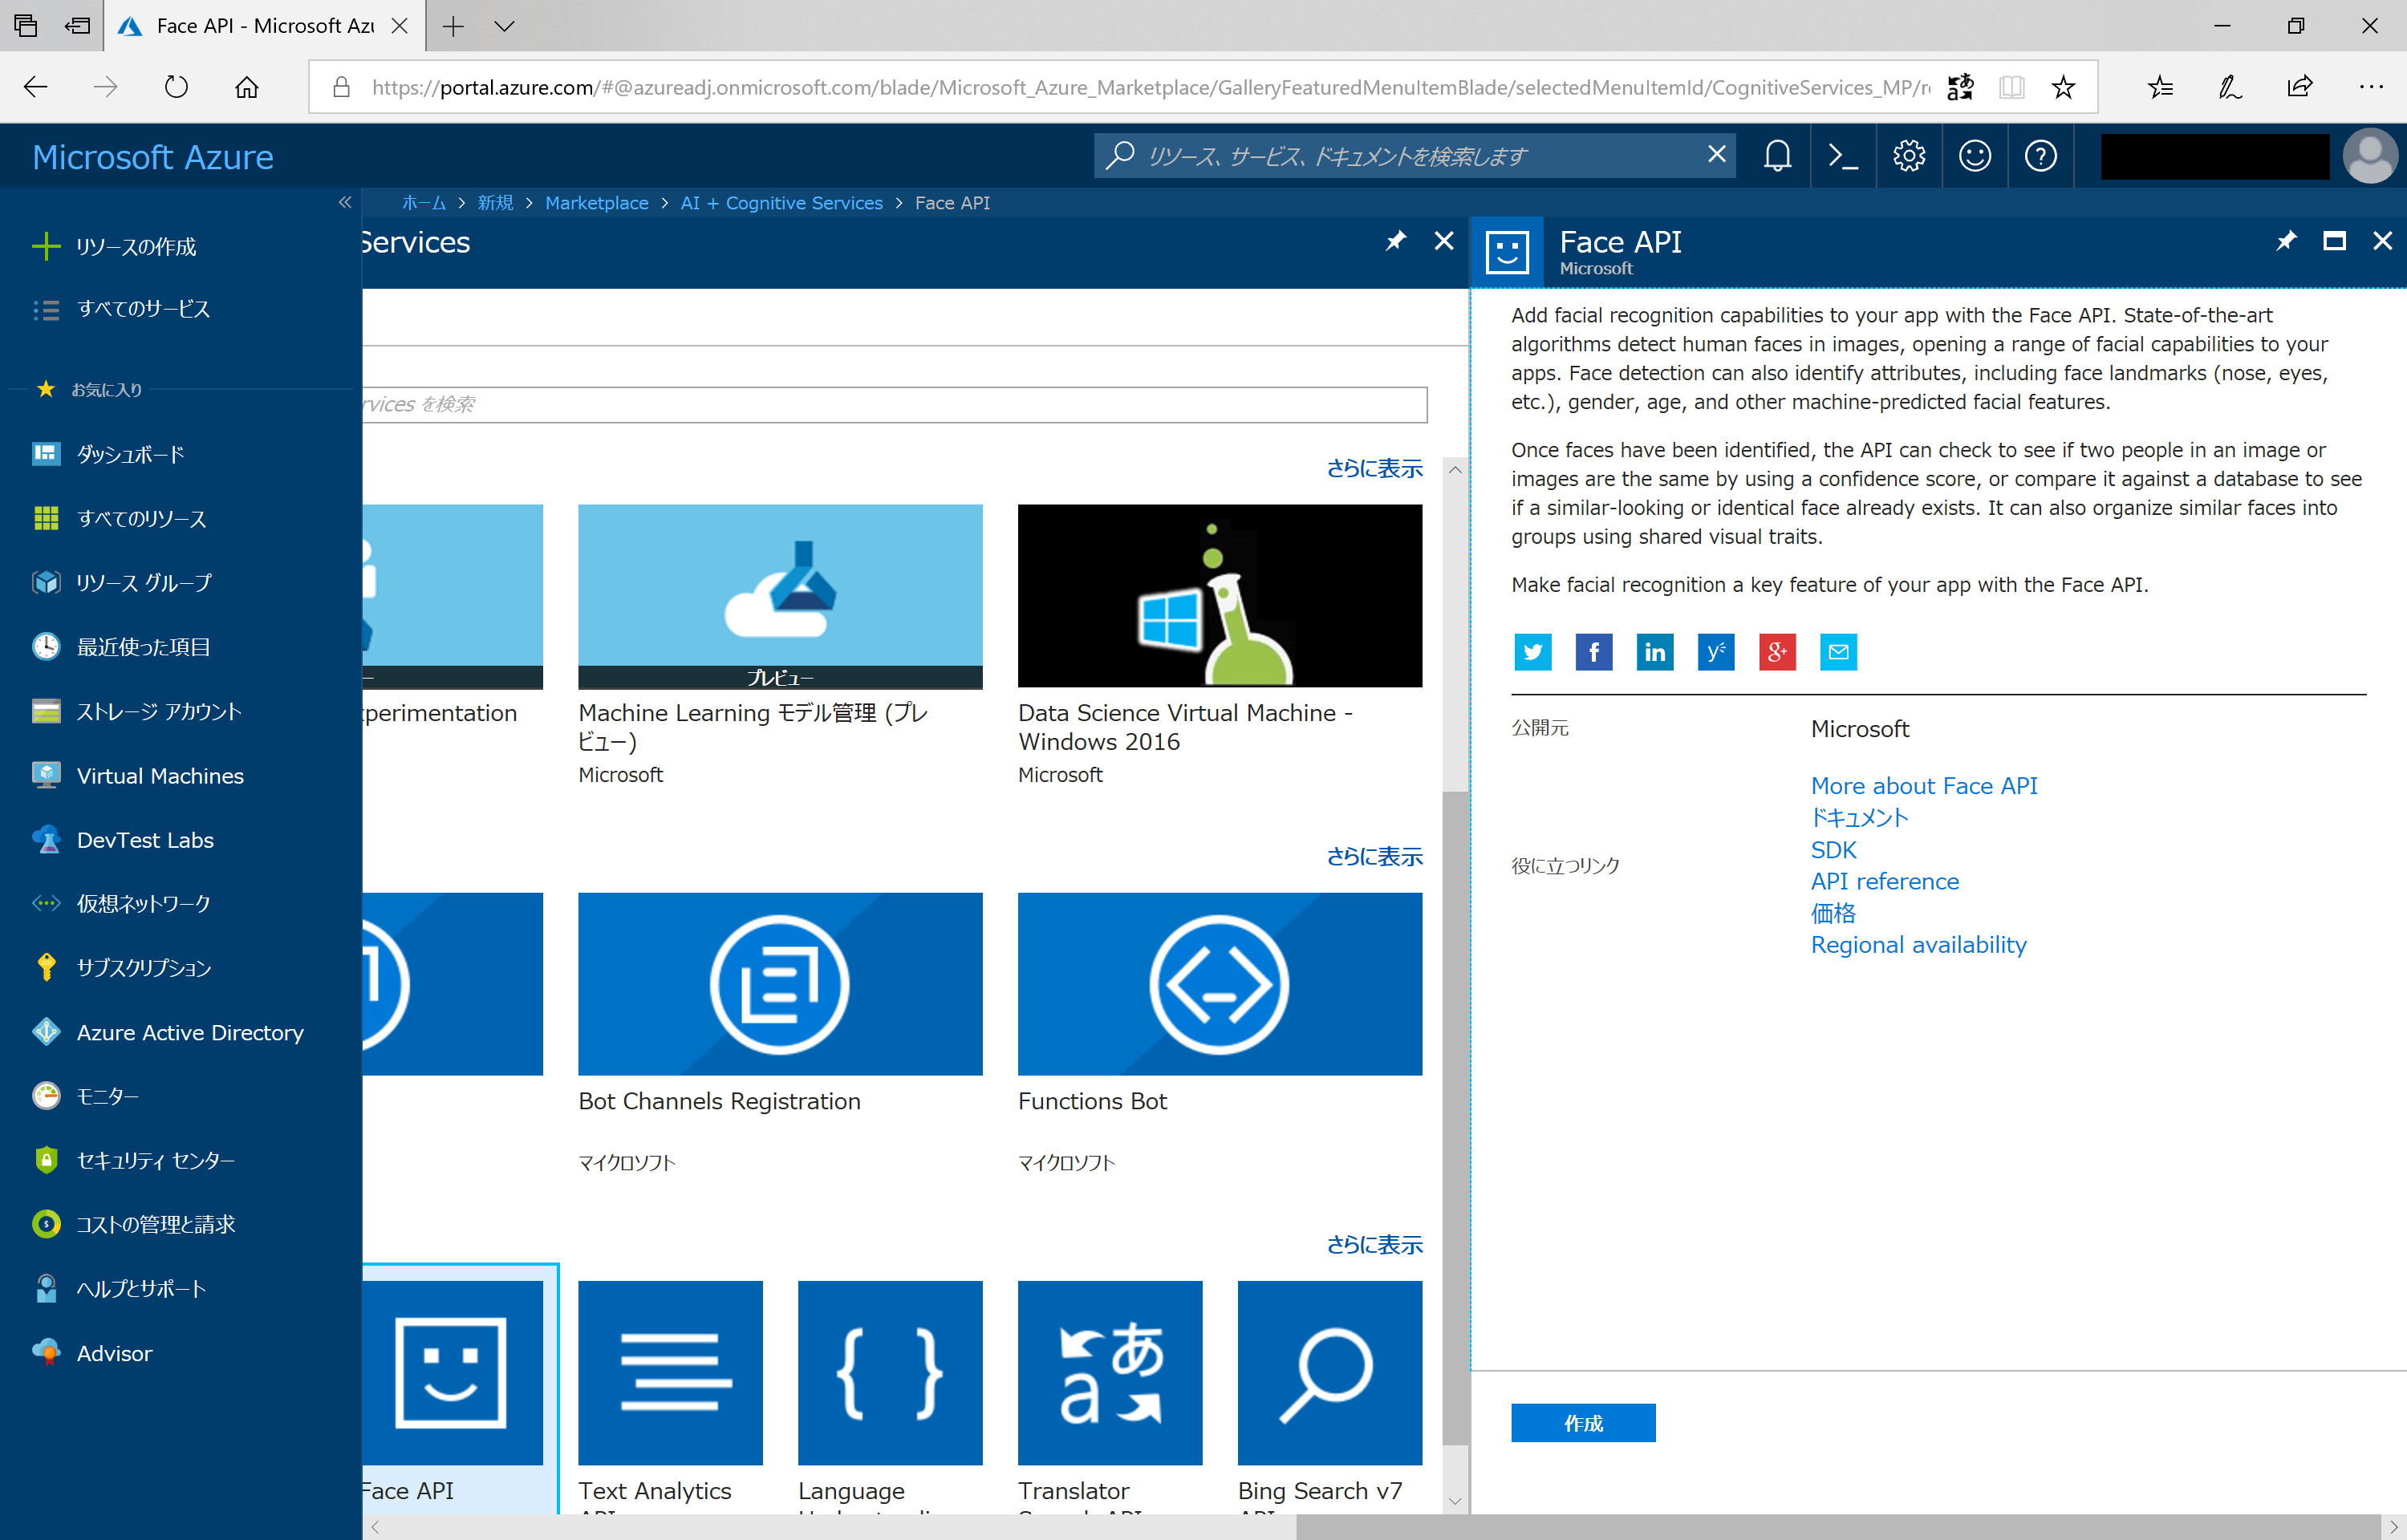 Face API - Microsoft Azu
https://portal.azure.com/#@azureadj.onmicrosoft.com/blade/Microsoft_Azure_Marketplace/GalleryFeaturedMenuItemBlade/selectedMenuItemId/CognitiveServices_MP/r
Microsoft Azure
リソース、サービス、ドキュメントを検索します
ホーム > 新規 > Marketplace > AI + Cognitive Services > Face API
リソースの作成
すべてのサービス
お気に入り
ダッシュボード
すべてのリソース
リソース グループ
最近使った項目
ストレージ アカウント
Virtual Machines
DevTest Labs
仮想ネットワーク
サブスクリプション
Azure Active Directory
モニター
セキュリティ センター
コストの管理と請求
ヘルプとサポート
Advisor
Services
rvices を検索
さらに表示
プレビュー
perimentation
Machine Learning モデル管理 (プレ
ビュー)
Microsoft
Data Science Virtual Machine -
Windows 2016
Microsoft
さらに表示
Bot Channels Registration
マイクロソフト
Functions Bot
マイクロソフト
さらに表示
Face API
Text Analytics
Language
Translator
Bing Search v7
Face API
Microsoft
Add facial recognition capabilities to your app with the Face API. State-of-the-art
algorithms detect human faces in images, opening a range of facial capabilities to your
apps. Face detection can also identify attributes, including face landmarks (nose, eyes,
etc.), gender, age, and other machine-predicted facial features.
Once faces have been identified, the API can check to see if two people in an image or
images are the same by using a confidence score, or compare it against a database to see
if a similar-looking or identical face already exists. It can also organize similar faces into
groups using shared visual traits.
Make facial recognition a key feature of your app with the Face API.
公開元
Microsoft
役に立つリンク
More about Face API
ドキュメント
SDK
API reference
価格
Regional availability
作成